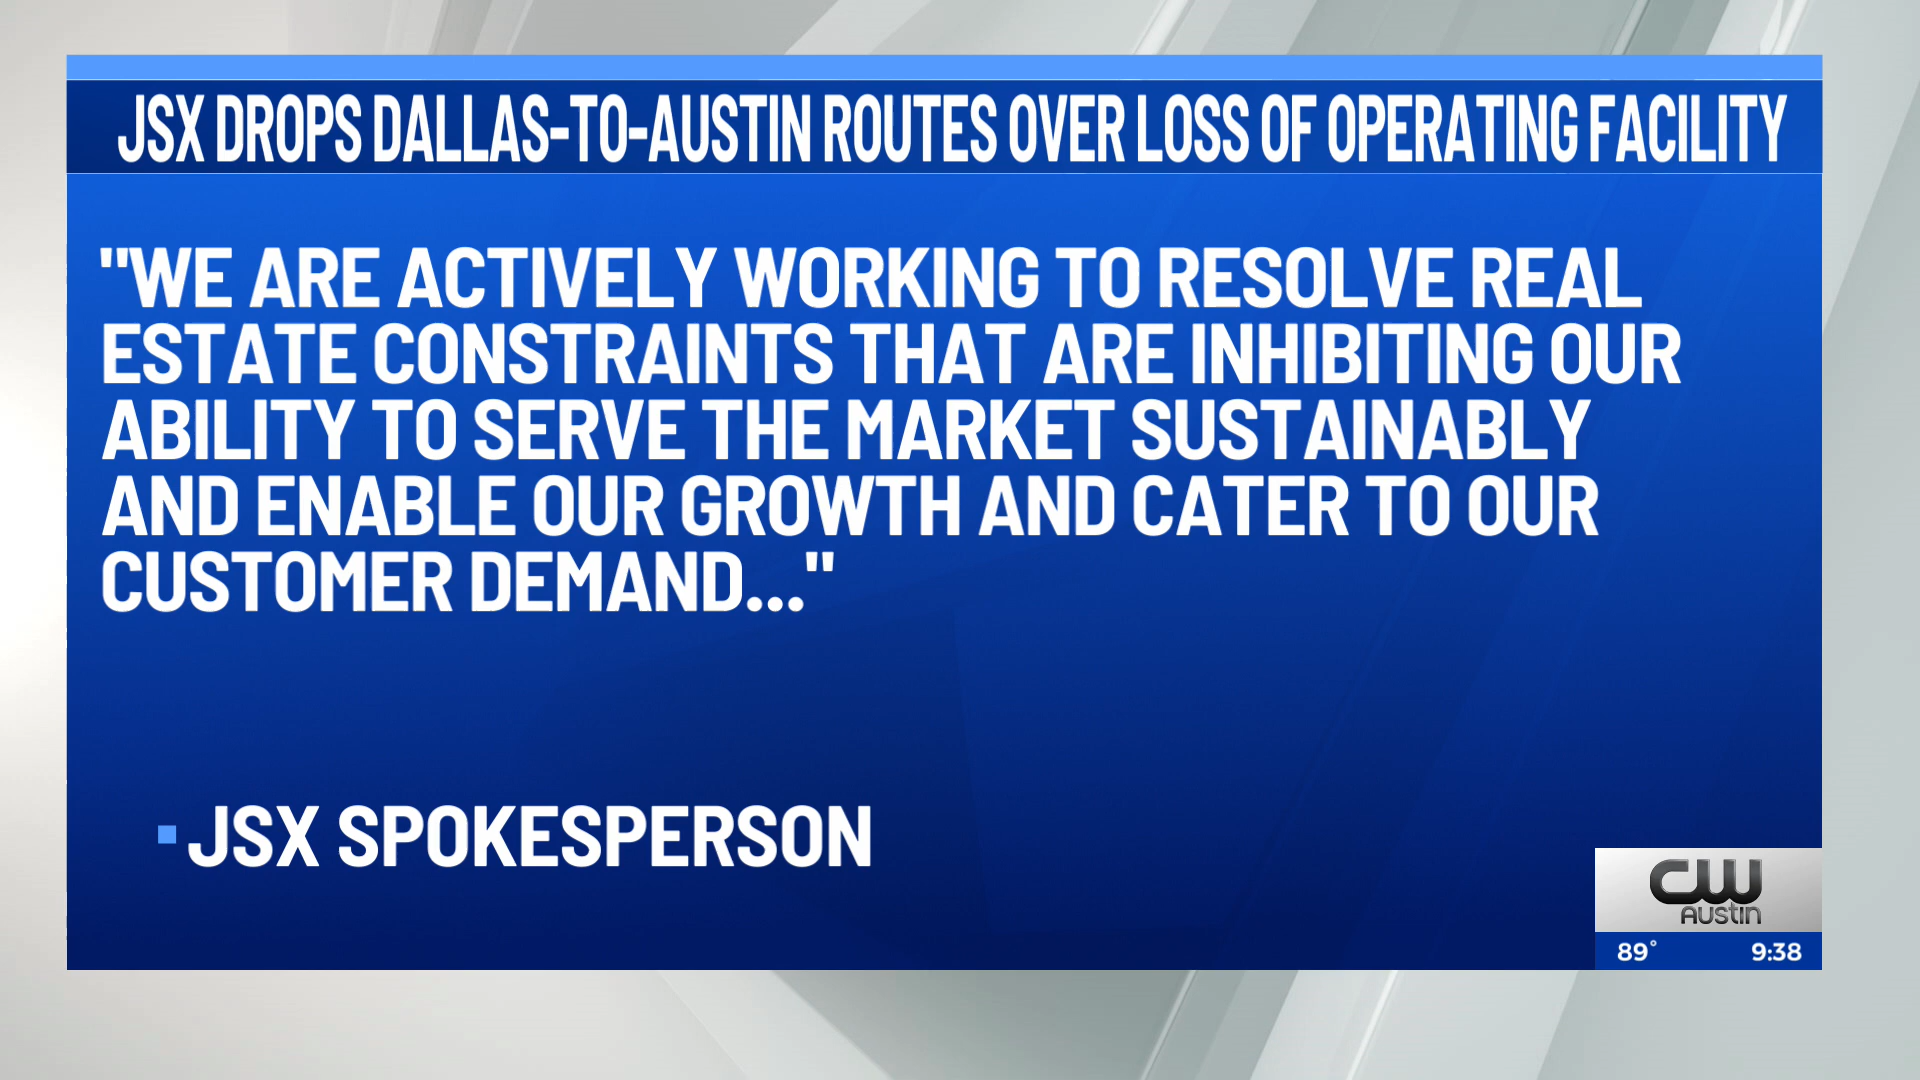 JSX DROPS DALLAS-TO-AUSTIN ROUTES OVER LOSS OF OPERATING FACILITY
"WE ARE ACTIVELY WORKING TO RESOLVE REAL
ESTATE CONSTRAINTS THAT ARE INHIBITING OUR
ABILITY TO SERVE THE MARKET SUSTAINABLY
AND ENABLE OUR GROWTH AND CATER TO OUR
CUSTOMER DEMAND..."
▪JSX SPOKESPERSON
CW
AUSTIN
89° 9:38